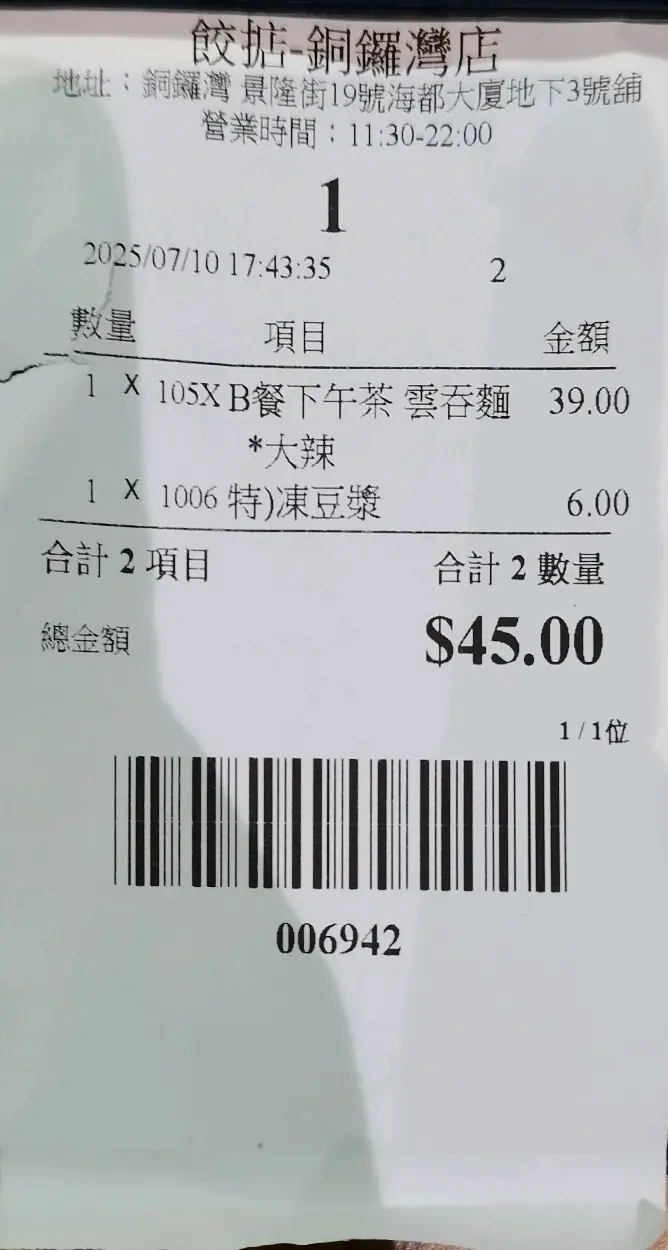 餃掂-銅鑼灣店
地址：銅鑼灣 景隆街19號海都大廈地下3號舖
營業時間：11:30-22:00
1
2025/07/10 17:43:35 2
數量 項目 金額
1 X 105X B餐下午茶 雲吞麵 39.00
*大辣
1 X 1006 特)凍豆漿 6.00
合計 2 項目 合計 2 數量
總金額 $45.00
1 / 1位
006942